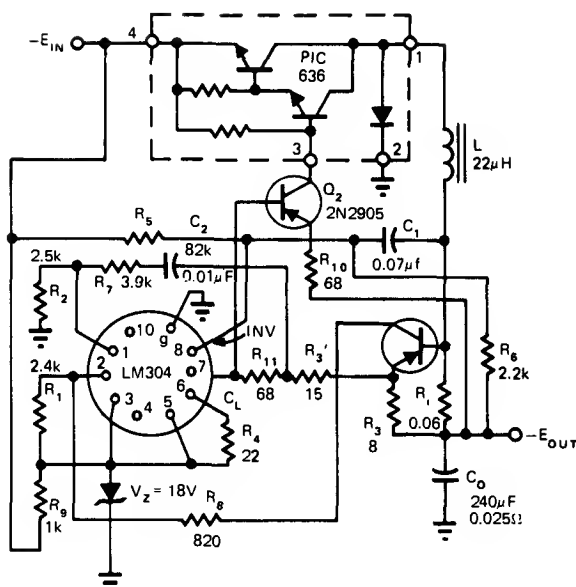 -E_IN
4
PIC
636
1
3
2
L
22μH
Q2
2N2905
R5
C2
82k
C1
0.07μf
2.5k
R7
3.9k
0.01μF
R10
68
R2
10
9
INV
1
8
R6
2.2k
2.4k
2
LM304
7
R11
68
R3'
15
R1
3
6
CL
4
5
R4
22
R3
8
R1
0.06
-E_OUT
R9
1k
VZ = 18V
R8
820
CO
240μF
0.025Ω